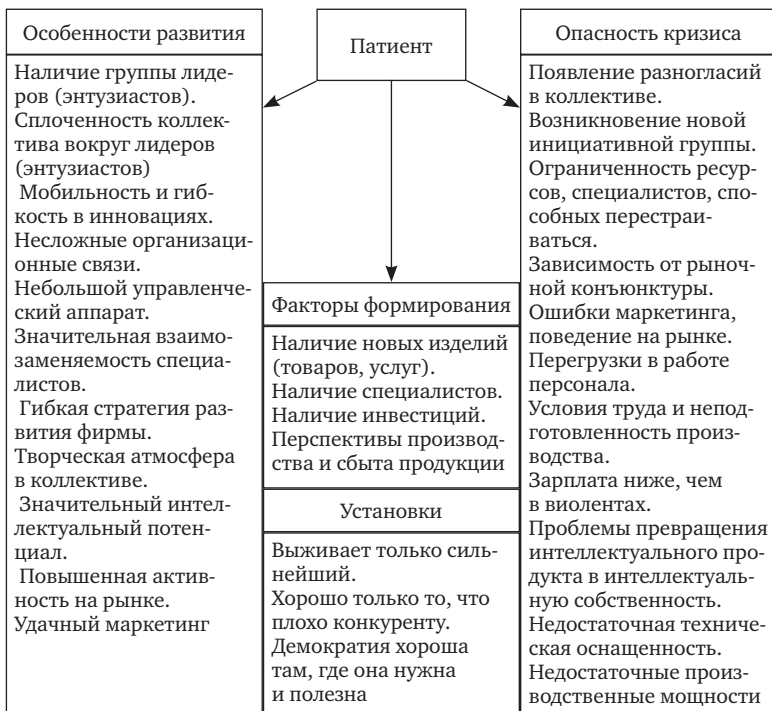 Особенности развития
Наличие группы лиде-
ров (энтузиастов).
Сплоченность коллек-
тива вокруг лидеров
(энтузиастов)
Мобильность и гиб-
кость в инновациях.
Несложные организаци-
онные связи.
Небольшой управленче-
ский аппарат.
Значительная взаимо-
заменяемость специа-
листов.
Гибкая стратегия раз-
вития фирмы.
Творческая атмосфера
в коллективе.
Значительный интел-
лектуальный потен-
циал.
Повышенная актив-
ность на рынке.
Удачный маркетинг
Патиент
Факторы формирования
Наличие новых изделий
(товаров, услуг).
Наличие специалистов.
Наличие инвестиций.
Перспективы производ-
ства и сбыта продукции
Установки
Выживает только силь-
нейший.
Хорошо только то, что
плохо конкуренту.
Демократия хороша
там, где она нужна
и полезна
Опасность кризиса
Появление разногласий
в коллективе.
Возникновение новой
инициативной группы.
Ограниченность ресур-
сов, специалистов, спо-
собных перестраи-
ваться.
Зависимость от рыноч-
ной конъюнктуры.
Ошибки маркетинга,
поведение на рынке.
Перегрузки в работе
персонала.
Условия труда и непод-
готовленность произ-
водства.
Зарплата ниже, чем
в виолентах.
Проблемы превращения
интеллектуального про-
дукта в интеллектуаль-
ную собственность.
Недостаточная техниче-
ская оснащенность.
Недостаточные произ-
водственные мощности